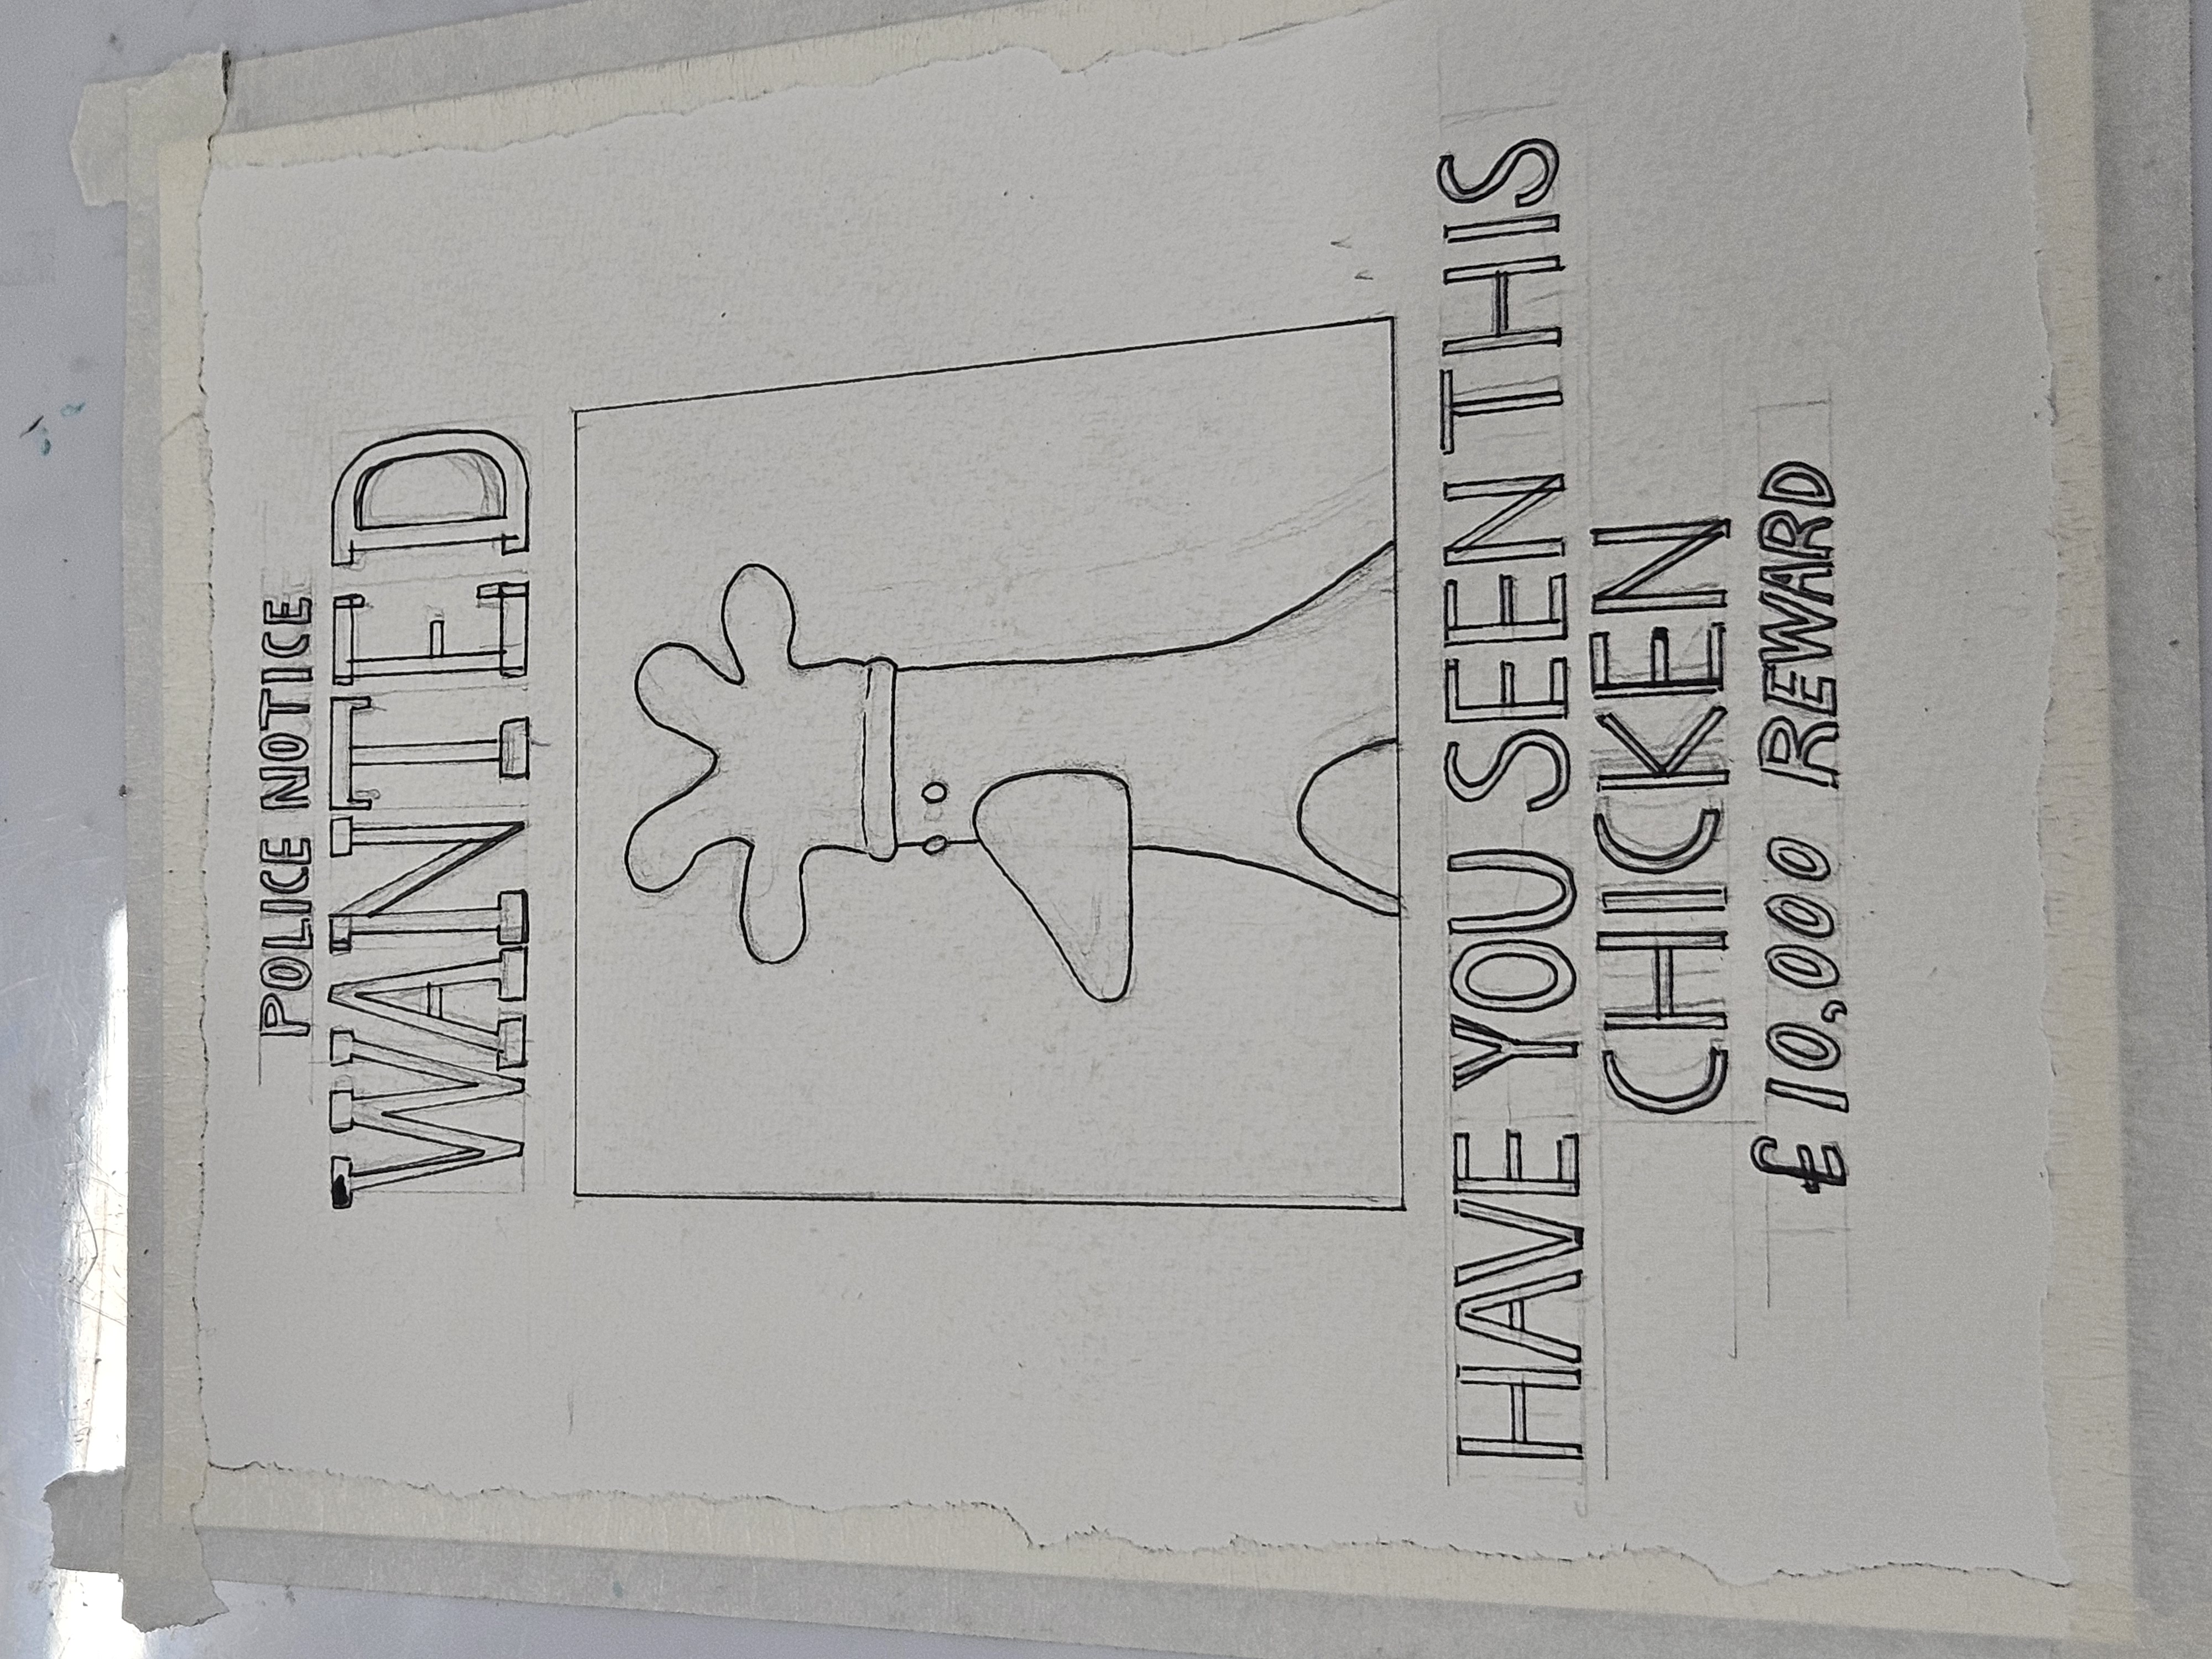 POLICE NOTICE
WANTED
HAVE YOU SEEN THIS
CHICKEN
£10,000 REWARD